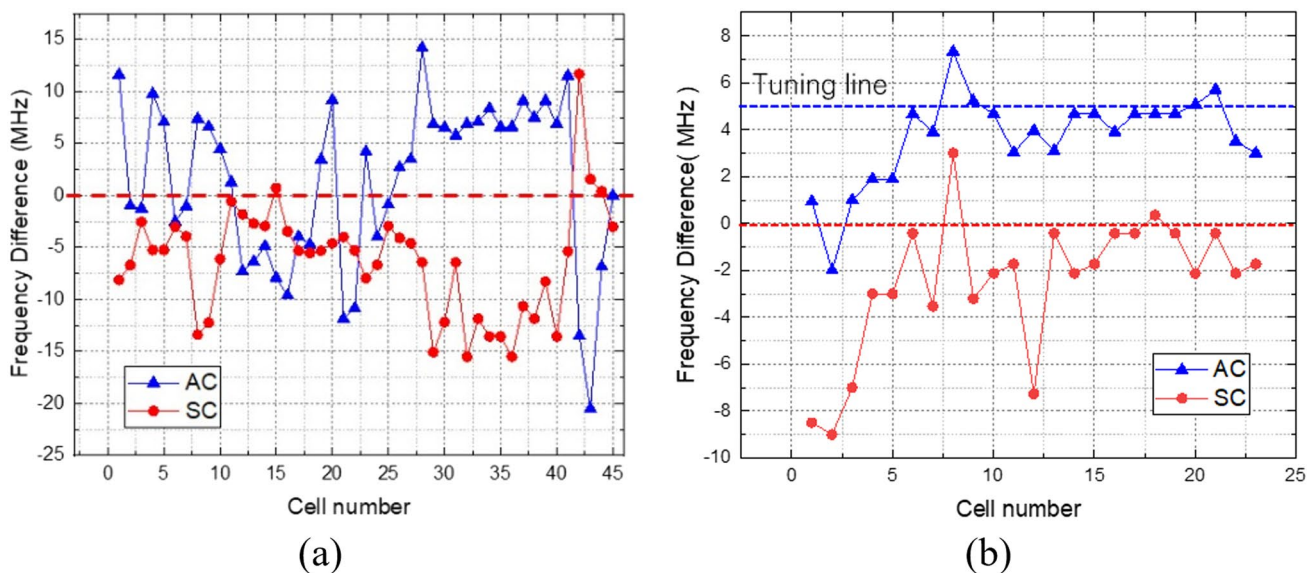 15
10
5
0
-5
-10
-15
-20
-25
Frequency Difference (MHz)
AC
SC
0 5 10 15 20 25 30 35 40 45
Cell number
(a)
8
6
4
2
0
-2
-4
-6
-8
-10
Frequency Difference( MHz )
Tuning line
AC
SC
0 5 10 15 20 25
Cell number
(b)